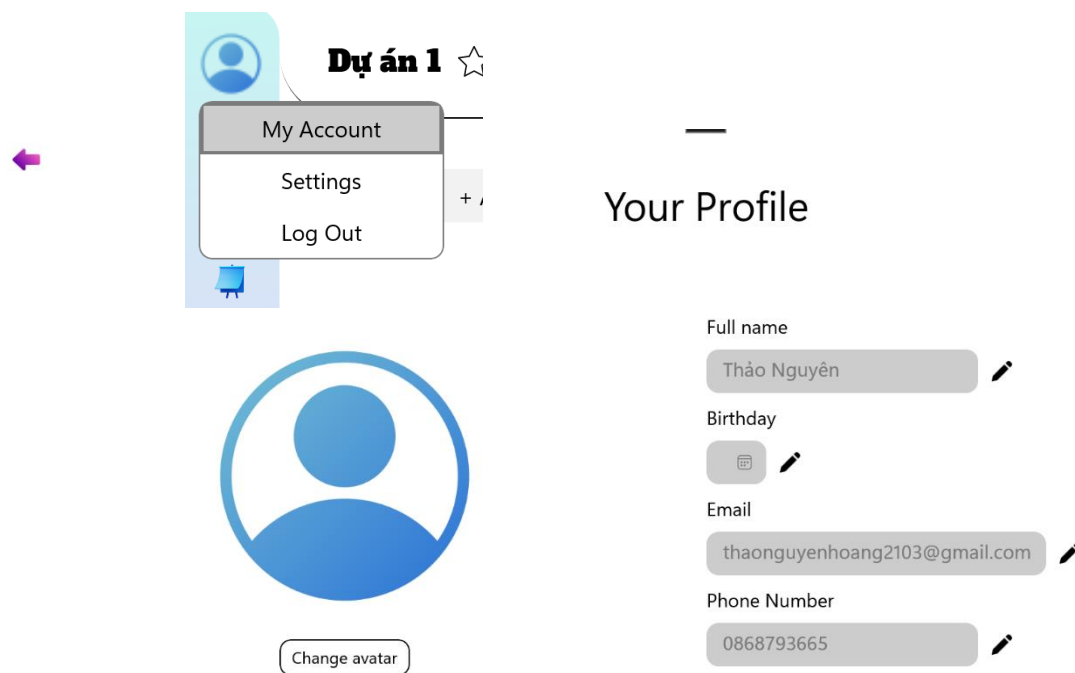 Dự án 1
My Account
Settings
Log Out
+
Your Profile
Full name
Thảo Nguyên
Birthday
Email
thaonguyenhoang2103@gmail.com
Phone Number
0868793665
Change avatar